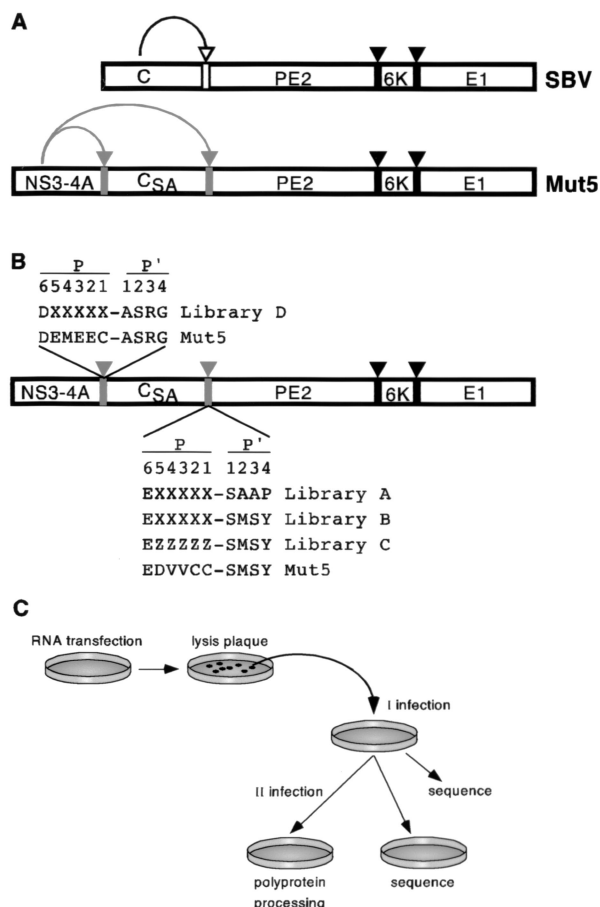 A
C PE2 6K E1 SBV
NS3-4A CSA PE2 6K E1 Mut5
B
P P'
654321 1234
DXXXXX-ASRG Library D
DEMEEC-ASRG Mut5
NS3-4A CSA PE2 6K E1
P P'
654321 1234
EXXXXX-SAAP Library A
EXXXXX-SMSY Library B
EZZZZZ-SMSY Library C
EDVVCC-SMSY Mut5
C
RNA transfection lysis plaque
I infection
II infection
sequence
polyprotein sequence
processing